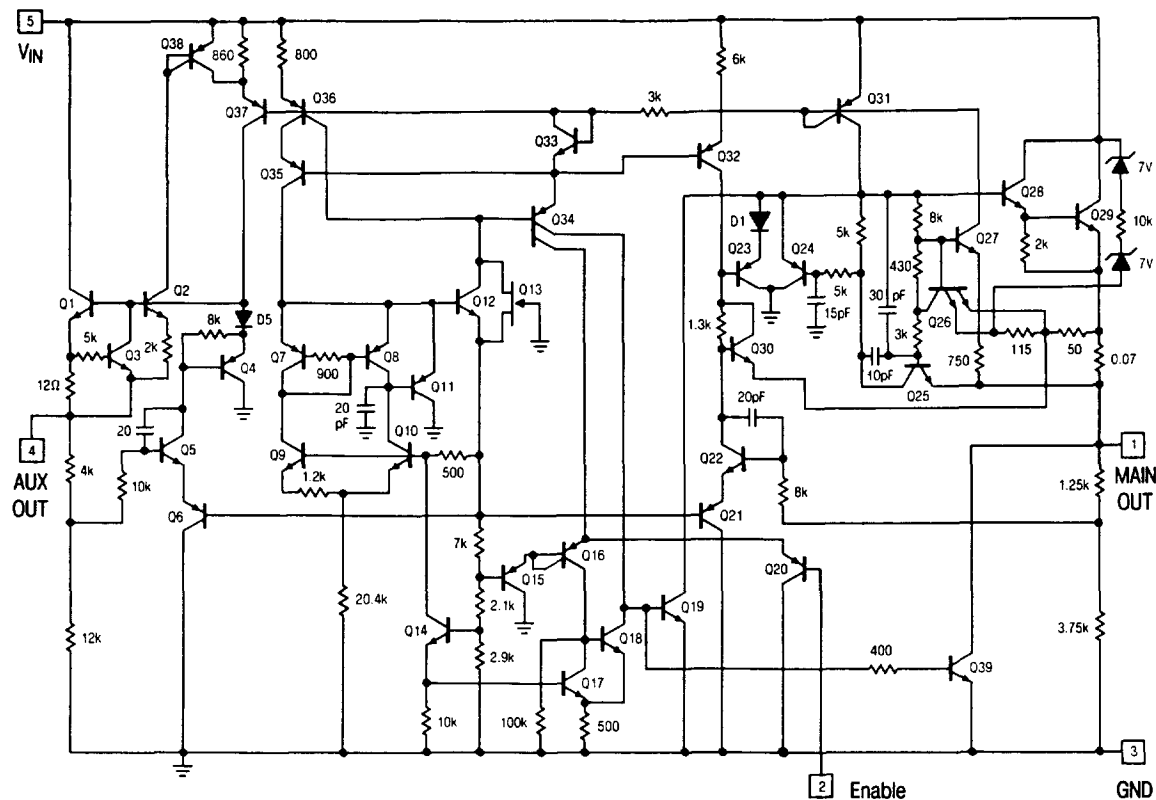 5
VIN
Q38
860
800
6k
Q37
Q36
3k
Q31
Q33
Q35
Q32
Q34
Q28
Q29
7V
10k
7V
D1
Q23
Q24
5k
8k
Q27
2k
430
5k
30 pF
15pF
Q26
3k
115
50
0.07
750
10pF
Q25
Q1
Q2
5k
Q3
2k
8k
D5
Q4
12Ω
Q7
900
Q8
Q11
20
pF
Q12
Q13
1.3k
Q30
20pF
4
AUX
OUT
4k
20
Q5
10k
Q9
1.2k
Q10
500
Q22
8k
1
MAIN
OUT
1.25k
Q6
Q21
7k
Q15
Q16
Q20
20.4k
2.1k
Q14
2.9k
Q18
Q19
12k
3.75k
400
Q39
Q17
10k
100k
500
3
GND
2
Enable